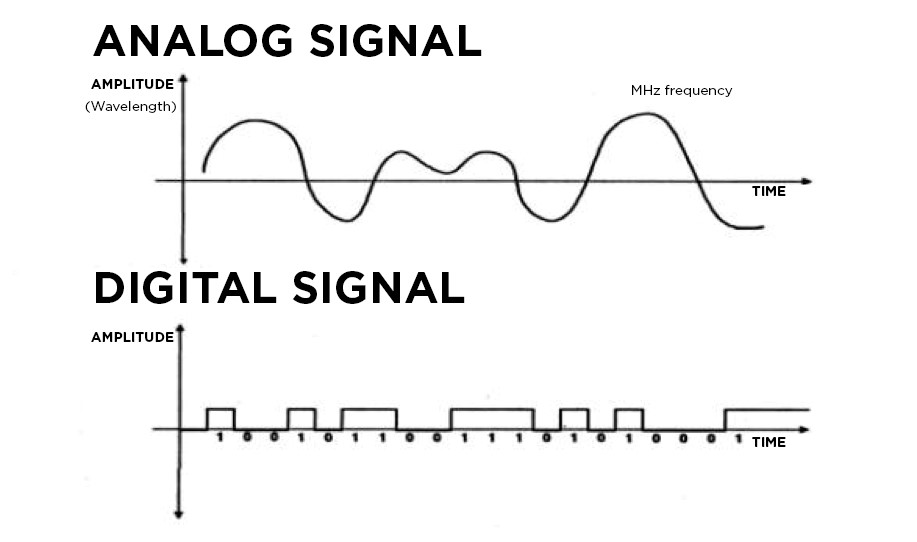 ANALOG SIGNAL
AMPLITUDE
(Wavelength)
MHz frequency
TIME
DIGITAL SIGNAL
AMPLITUDE
1 0 0 1 0 1 1 0 0 1 1 1 0 1 0 1 0 0 0 1
TIME